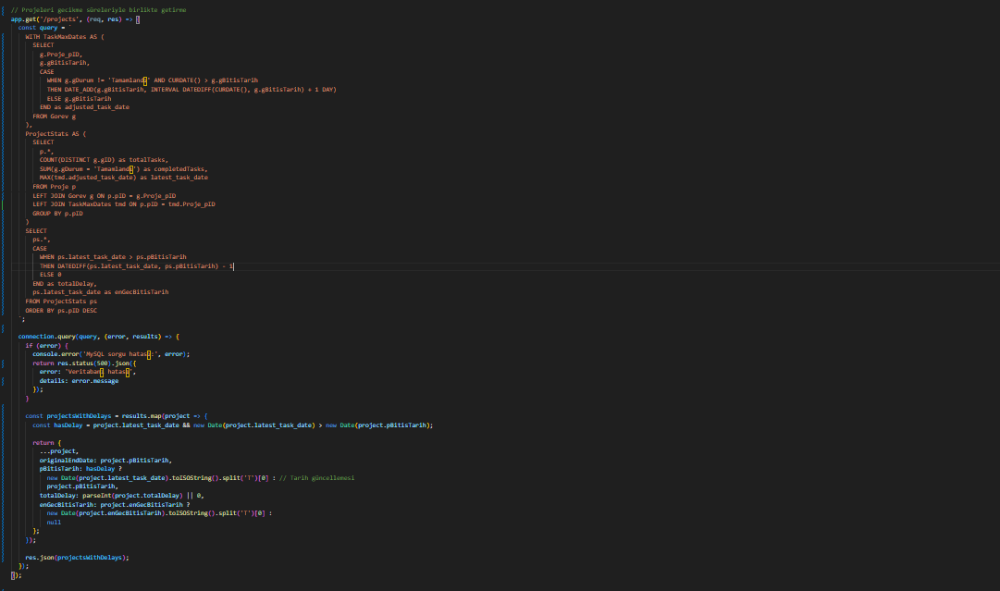 // Projeleri gecikme süreleriyle birlikte getirme
app.get('/projects', (req, res) => {
const query = `
WITH TaskMaxDates AS (
SELECT
g.Proje_pID,
g.gBitisTarih,
CASE
WHEN g.gDurum != 'Tamamlandı' AND CURDATE() > g.gBitisTarih
THEN DATE_ADD(g.gBitisTarih, INTERVAL DATEDIFF(CURDATE(), g.gBitisTarih) + 1 DAY)
ELSE g.gBitisTarih
END as adjusted_task_date
FROM Gorev g
),
ProjectStats AS (
SELECT
p.*,
COUNT(DISTINCT g.gID) as totalTasks,
SUM(g.gDurum = 'Tamamlandı') as completedTasks,
MAX(tmd.adjusted_task_date) as latest_task_date
FROM Proje p
LEFT JOIN Gorev g ON p.pID = g.Proje_pID
LEFT JOIN TaskMaxDates tmd ON p.pID = tmd.Proje_pID
GROUP BY p.pID
)
SELECT
ps.*,
CASE
WHEN ps.latest_task_date > ps.pBitisTarih
THEN DATEDIFF(ps.latest_task_date, ps.pBitisTarih) - 1
ELSE 0
END as totalDelay,
ps.latest_task_date as enGecBitisTarih
FROM ProjectStats ps
ORDER BY ps.pID DESC
`;
connection.query(query, (error, results) => {
if (error) {
console.error('MySQL sorgu hatası:', error);
return res.status(500).json({
error: 'Veritabanı hatası',
details: error.message
});
}
const projectsWithDelays = results.map(project => {
const hasDelay = project.latest_task_date && new Date(project.latest_task_date) > new Date(project.pBitisTarih);
return {
...project,
originalEndDate: project.pBitisTarih,
pBitisTarih: hasDelay ?
new Date(project.latest_task_date).toISOString().split('T')[0] : // Tarih güncellemesi
project.pBitisTarih,
totalDelay: parseInt(project.totalDelay) || 0,
enGecBitisTarih: project.enGecBitisTarih ?
new Date(project.enGecBitisTarih).toISOString().split('T')[0] :
null
};
});
res.json(projectsWithDelays);
});
});